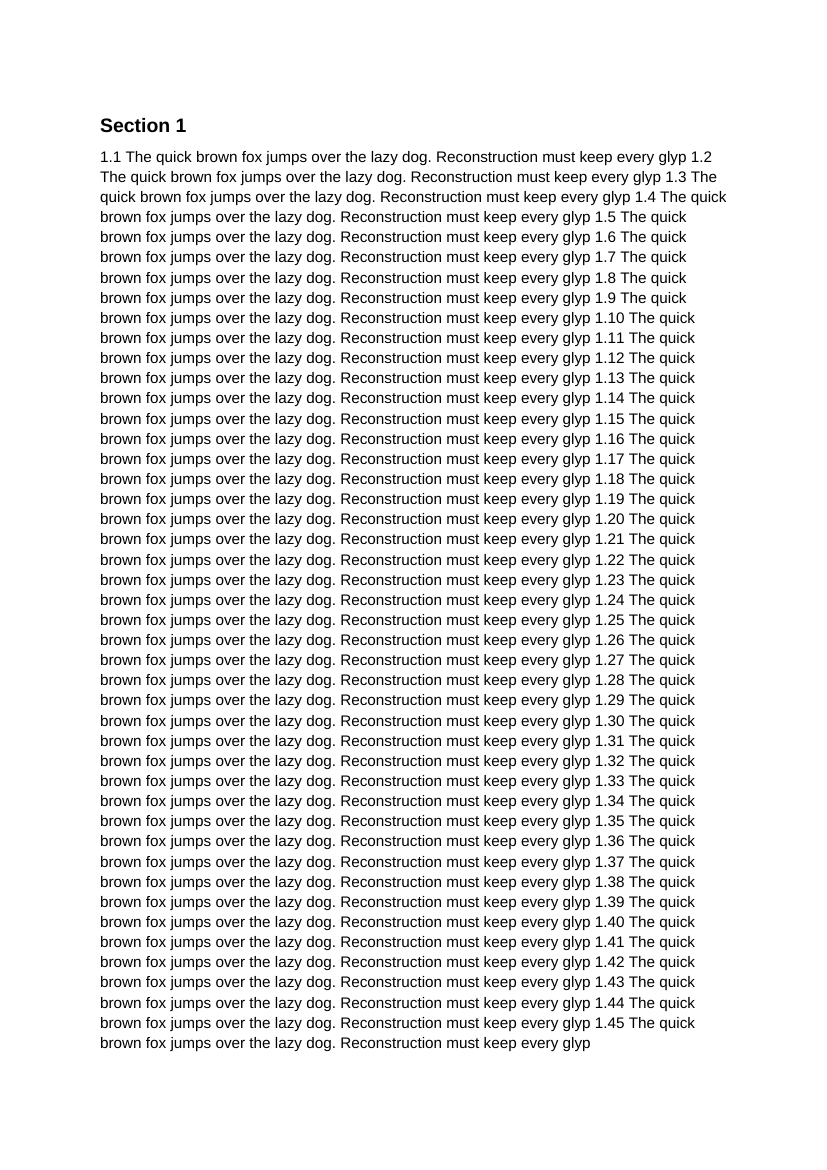 Section 1
1.1 The quick brown fox jumps over the lazy dog. Reconstruction must keep every glyp 1.2
The quick brown fox jumps over the lazy dog. Reconstruction must keep every glyp 1.3 The
quick brown fox jumps over the lazy dog. Reconstruction must keep every glyp 1.4 The quick
brown fox jumps over the lazy dog. Reconstruction must keep every glyp 1.5 The quick
brown fox jumps over the lazy dog. Reconstruction must keep every glyp 1.6 The quick
brown fox jumps over the lazy dog. Reconstruction must keep every glyp 1.7 The quick
brown fox jumps over the lazy dog. Reconstruction must keep every glyp 1.8 The quick
brown fox jumps over the lazy dog. Reconstruction must keep every glyp 1.9 The quick
brown fox jumps over the lazy dog. Reconstruction must keep every glyp 1.10 The quick
brown fox jumps over the lazy dog. Reconstruction must keep every glyp 1.11 The quick
brown fox jumps over the lazy dog. Reconstruction must keep every glyp 1.12 The quick
brown fox jumps over the lazy dog. Reconstruction must keep every glyp 1.13 The quick
brown fox jumps over the lazy dog. Reconstruction must keep every glyp 1.14 The quick
brown fox jumps over the lazy dog. Reconstruction must keep every glyp 1.15 The quick
brown fox jumps over the lazy dog. Reconstruction must keep every glyp 1.16 The quick
brown fox jumps over the lazy dog. Reconstruction must keep every glyp 1.17 The quick
brown fox jumps over the lazy dog. Reconstruction must keep every glyp 1.18 The quick
brown fox jumps over the lazy dog. Reconstruction must keep every glyp 1.19 The quick
brown fox jumps over the lazy dog. Reconstruction must keep every glyp 1.20 The quick
brown fox jumps over the lazy dog. Reconstruction must keep every glyp 1.21 The quick
brown fox jumps over the lazy dog. Reconstruction must keep every glyp 1.22 The quick
brown fox jumps over the lazy dog. Reconstruction must keep every glyp 1.23 The quick
brown fox jumps over the lazy dog. Reconstruction must keep every glyp 1.24 The quick
brown fox jumps over the lazy dog. Reconstruction must keep every glyp 1.25 The quick
brown fox jumps over the lazy dog. Reconstruction must keep every glyp 1.26 The quick
brown fox jumps over the lazy dog. Reconstruction must keep every glyp 1.27 The quick
brown fox jumps over the lazy dog. Reconstruction must keep every glyp 1.28 The quick
brown fox jumps over the lazy dog. Reconstruction must keep every glyp 1.29 The quick
brown fox jumps over the lazy dog. Reconstruction must keep every glyp 1.30 The quick
brown fox jumps over the lazy dog. Reconstruction must keep every glyp 1.31 The quick
brown fox jumps over the lazy dog. Reconstruction must keep every glyp 1.32 The quick
brown fox jumps over the lazy dog. Reconstruction must keep every glyp 1.33 The quick
brown fox jumps over the lazy dog. Reconstruction must keep every glyp 1.34 The quick
brown fox jumps over the lazy dog. Reconstruction must keep every glyp 1.35 The quick
brown fox jumps over the lazy dog. Reconstruction must keep every glyp 1.36 The quick
brown fox jumps over the lazy dog. Reconstruction must keep every glyp 1.37 The quick
brown fox jumps over the lazy dog. Reconstruction must keep every glyp 1.38 The quick
brown fox jumps over the lazy dog. Reconstruction must keep every glyp 1.39 The quick
brown fox jumps over the lazy dog. Reconstruction must keep every glyp 1.40 The quick
brown fox jumps over the lazy dog. Reconstruction must keep every glyp 1.41 The quick
brown fox jumps over the lazy dog. Reconstruction must keep every glyp 1.42 The quick
brown fox jumps over the lazy dog. Reconstruction must keep every glyp 1.43 The quick
brown fox jumps over the lazy dog. Reconstruction must keep every glyp 1.44 The quick
brown fox jumps over the lazy dog. Reconstruction must keep every glyp 1.45 The quick
brown fox jumps over the lazy dog. Reconstruction must keep every glyp